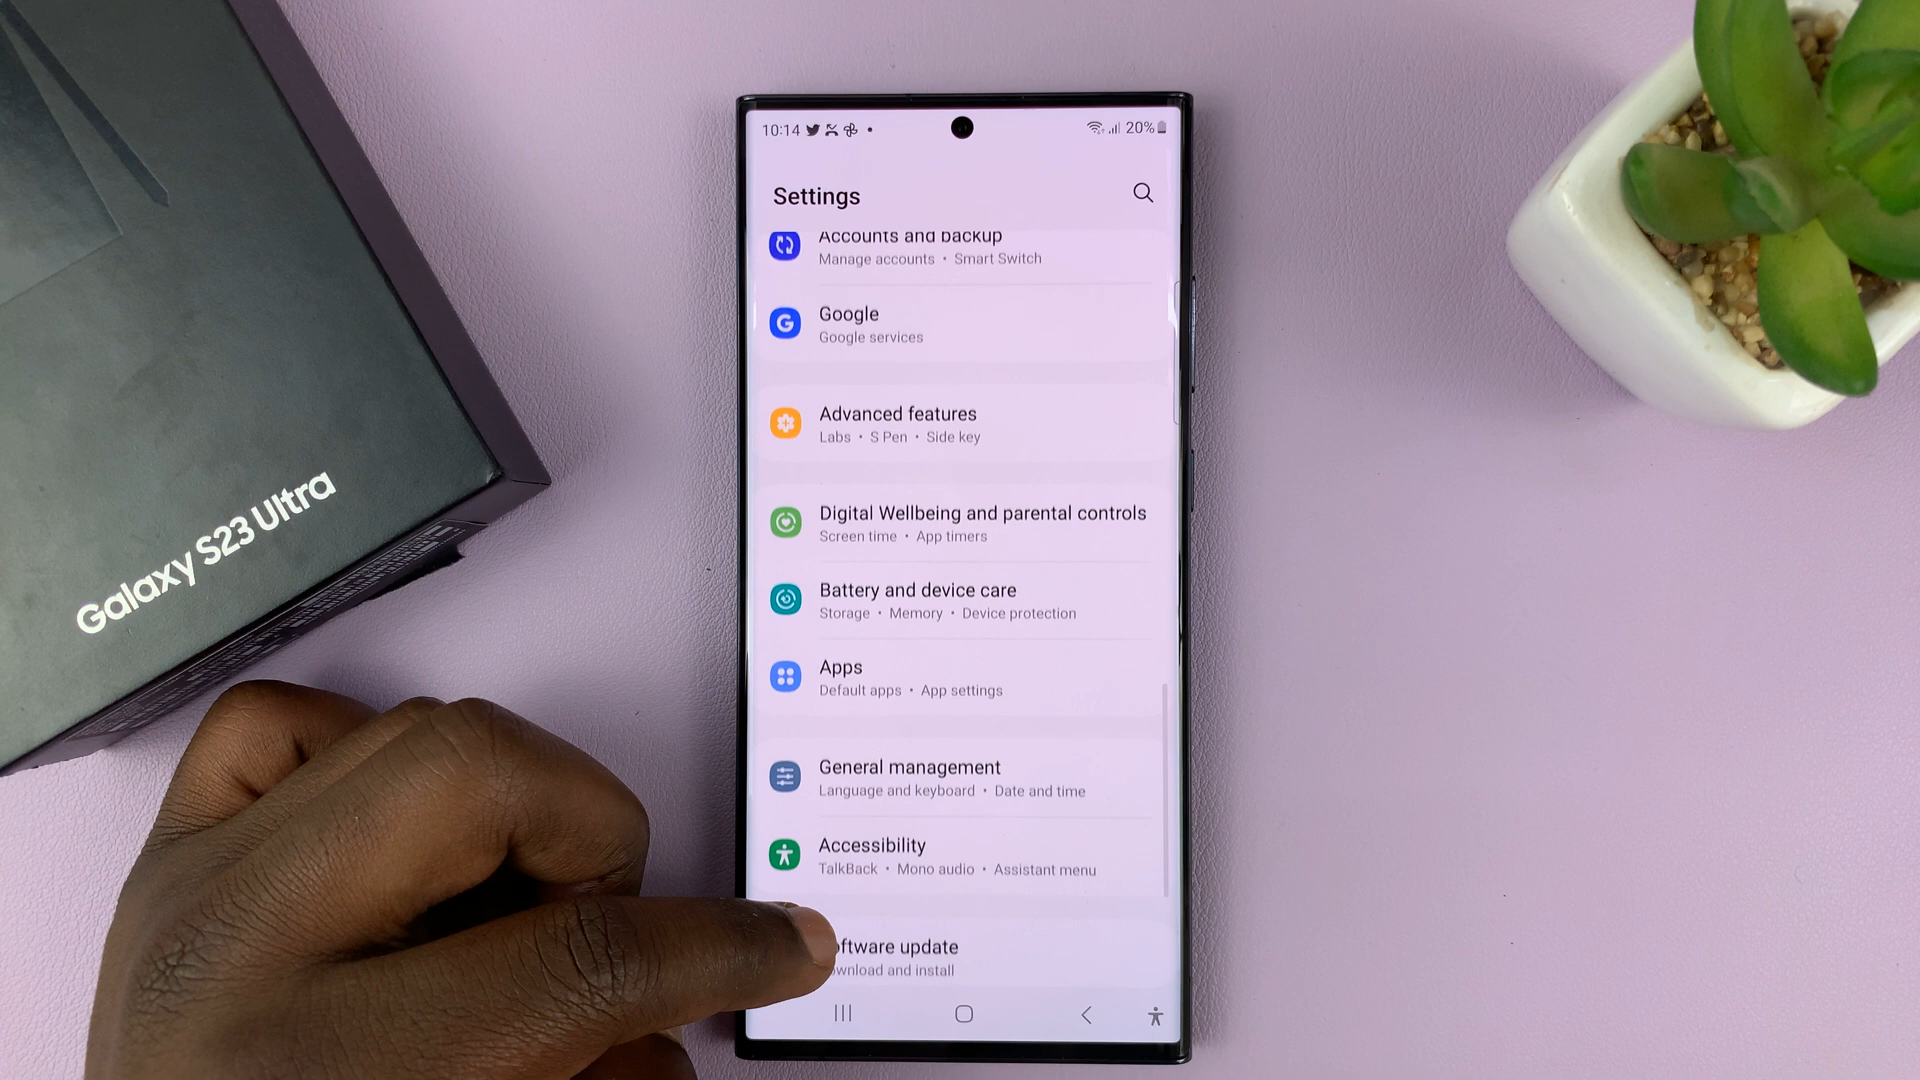 Galaxy S23 Ultra
10:14
20%
Settings
Accounts and backup
Manage accounts • Smart Switch
Google
Google services
Advanced features
Labs • S Pen • Side key
Digital Wellbeing and parental controls
Screen time • App timers
Battery and device care
Storage • Memory • Device protection
Apps
Default apps • App settings
General management
Language and keyboard • Date and time
Accessibility
TalkBack • Mono audio • Assistant menu
oftware update
ownload and install